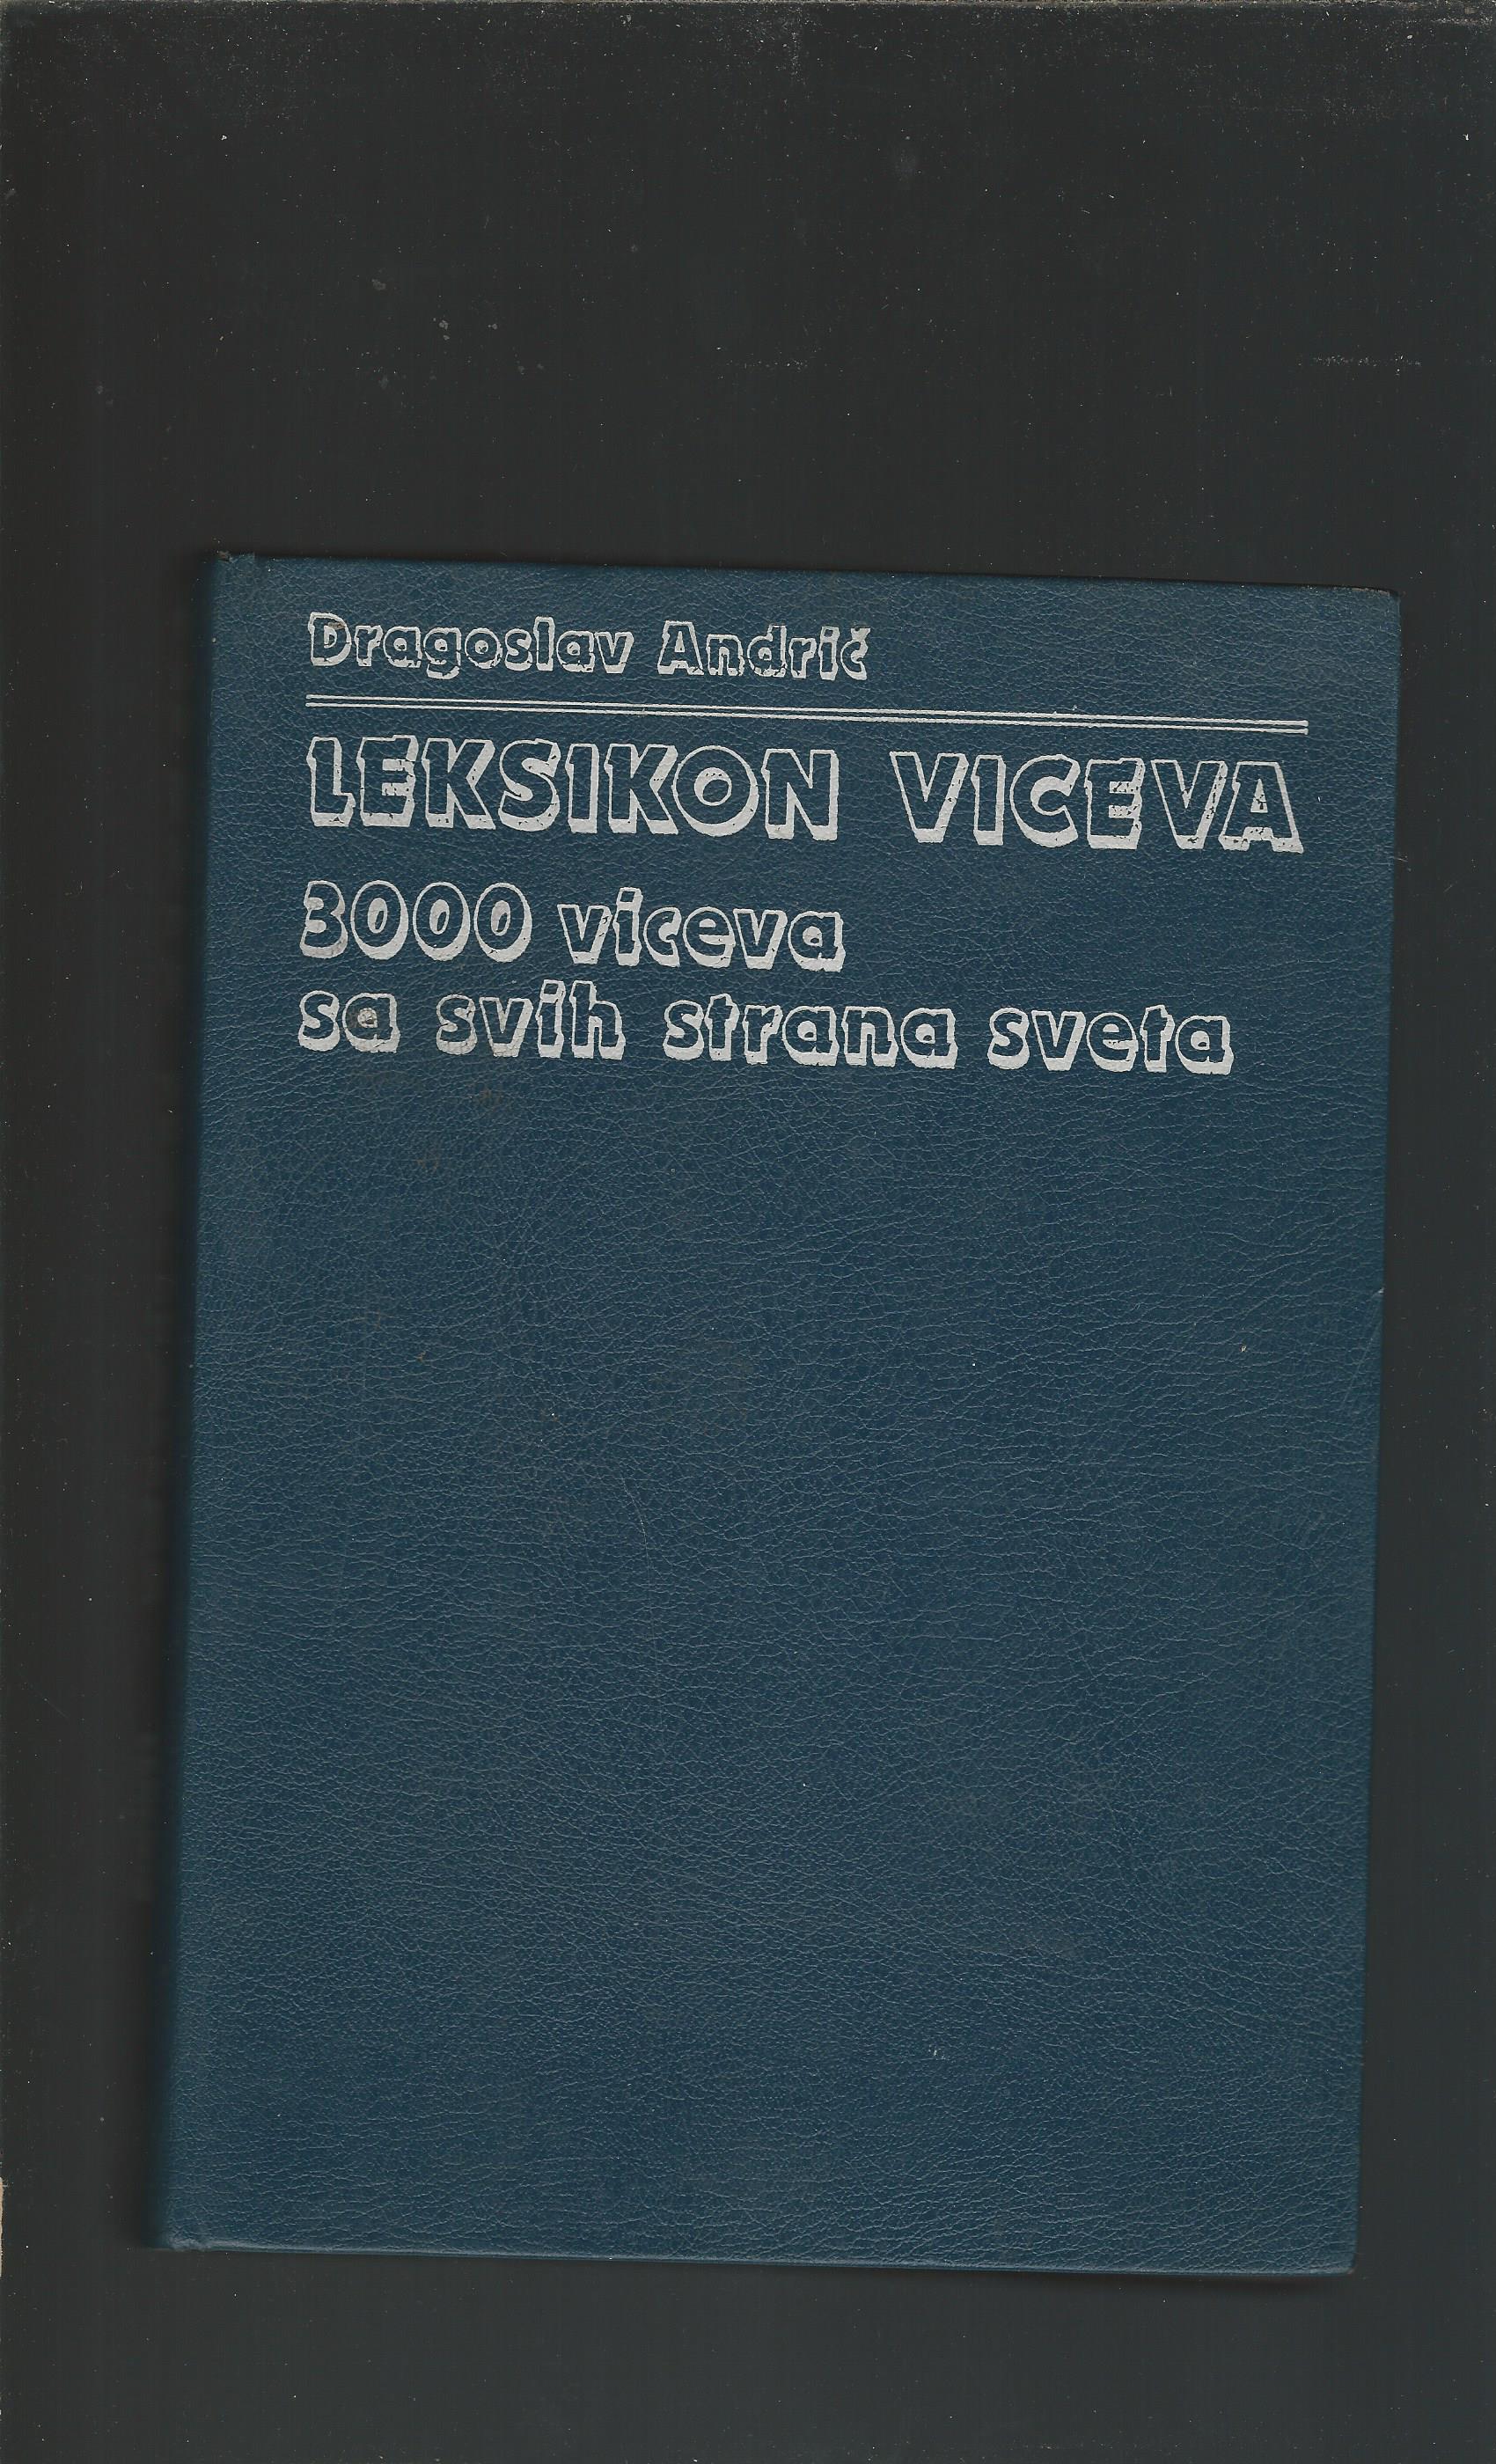 Dragoslav Andrić
LEKSIKON VICEVA
3000 viceva
sa svih strana sveta